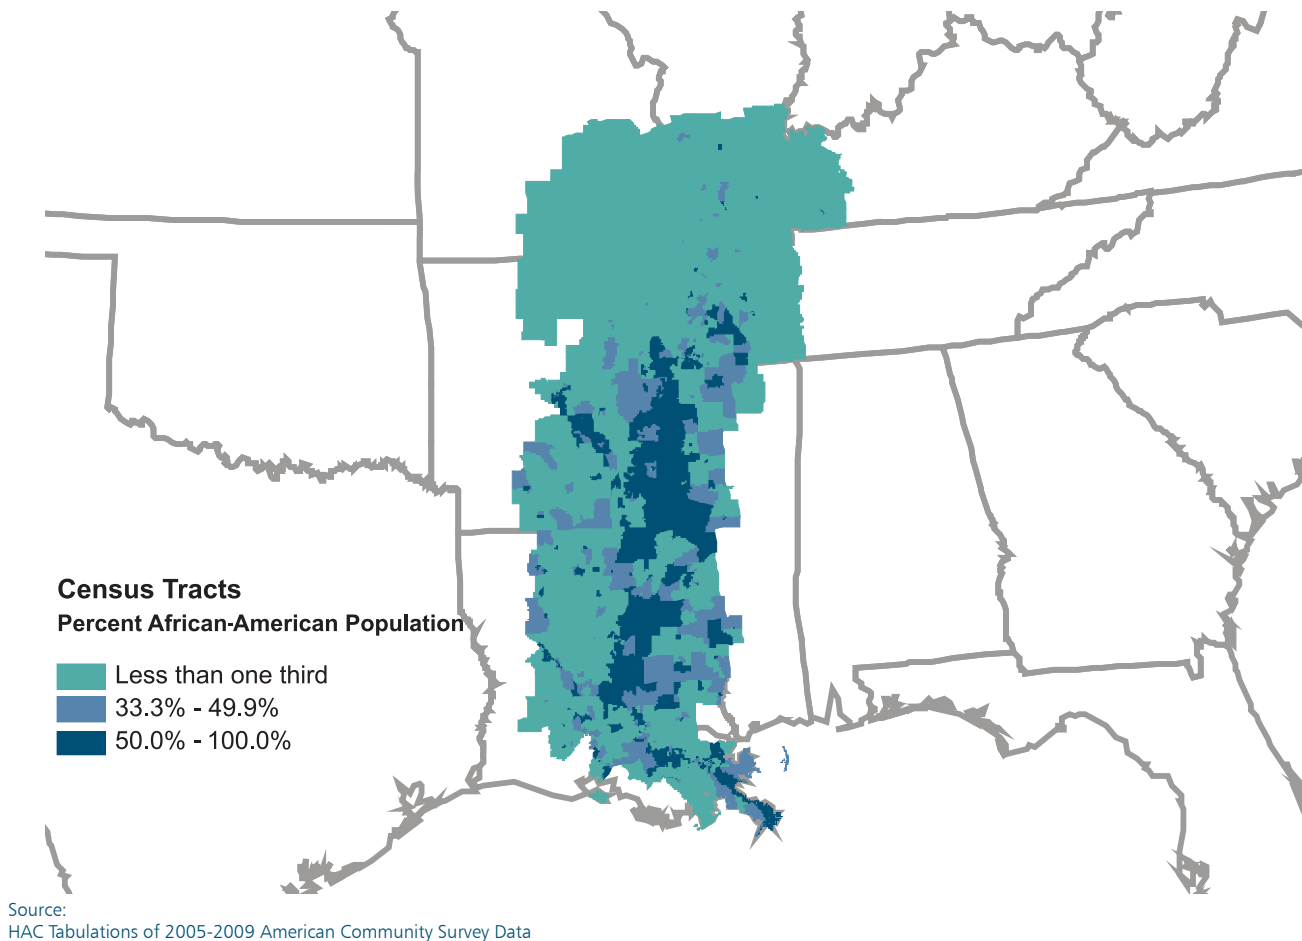 Census Tracts
Percent African-American Population
Less than one third
33.3% - 49.9%
50.0% - 100.0%
Source:
HAC Tabulations of 2005-2009 American Community Survey Data